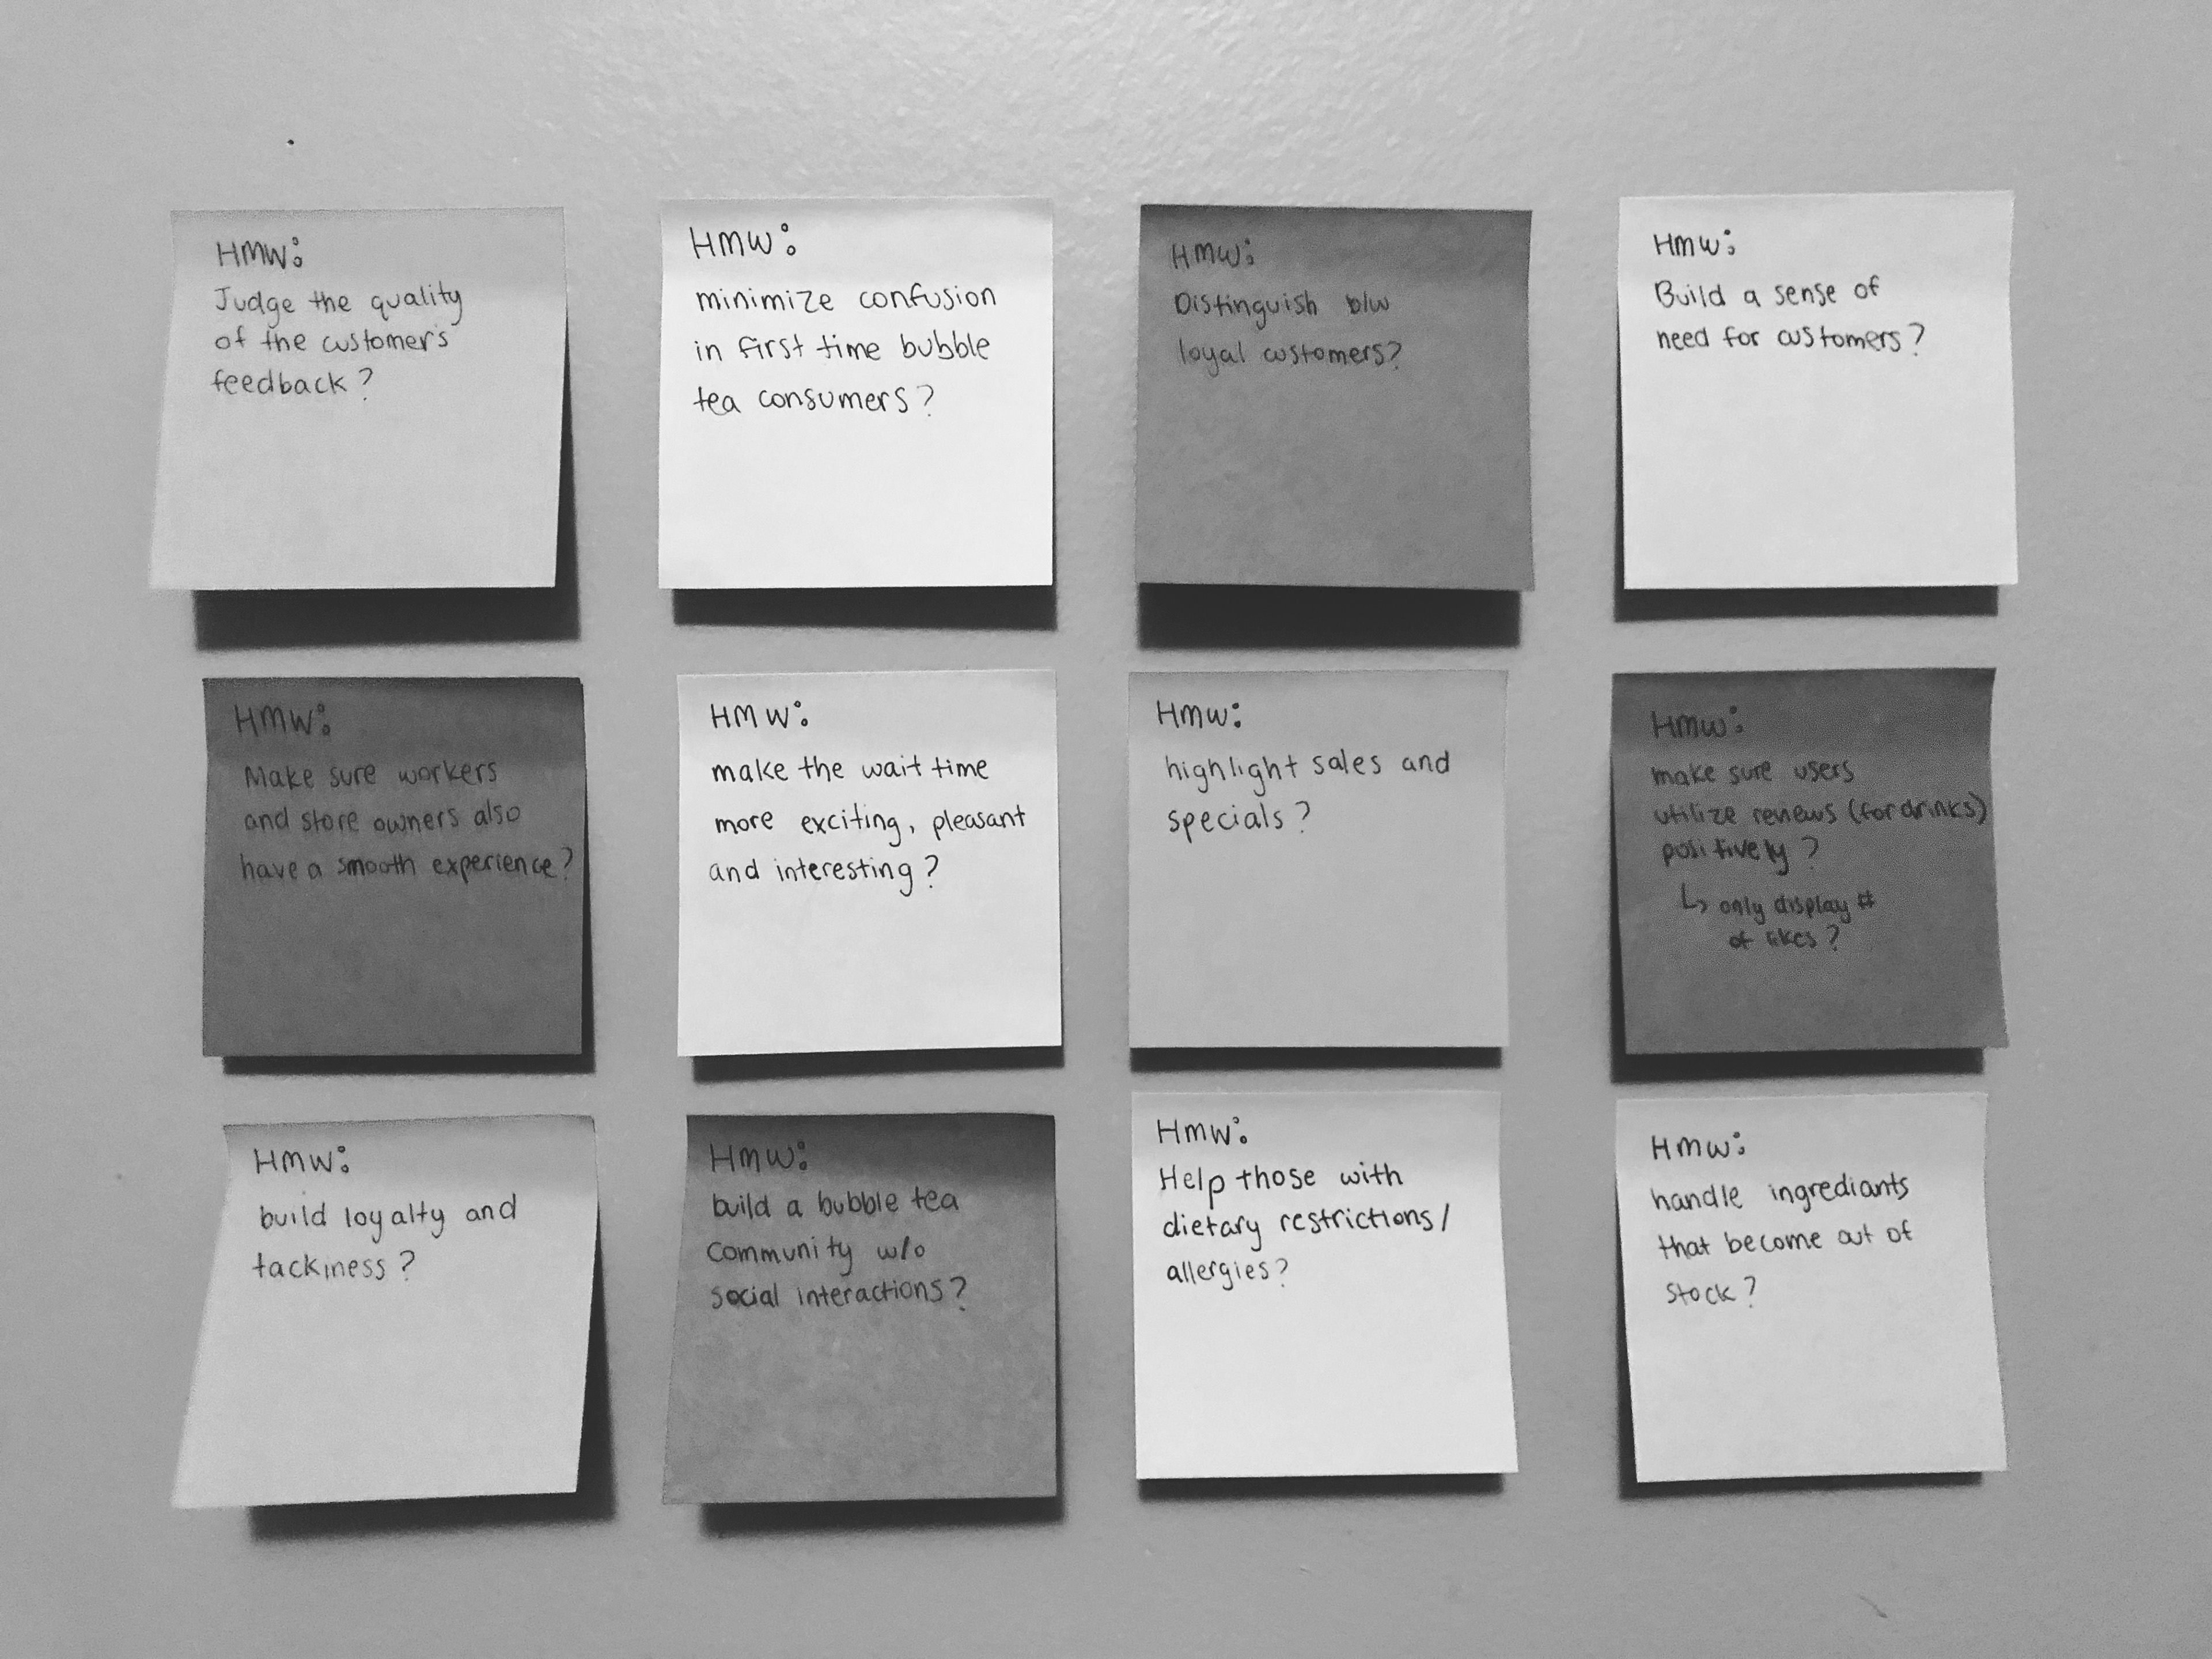 HMW:
Judge the quality
of the customer's
feedback?
HMW:
minimize confusion
in first time bubble
tea consumers?
HMW:
Distinguish b/w
loyal customers?
HMW:
Build a sense of
need for customers?
HMW:
Make sure workers
and store owners also
have a smooth experience?
HMW:
make the wait time
more exciting, pleasant
and interesting?
HMW:
highlight sales and
specials?
HMW:
make sure users
utilize reviews (for drinks)
positively?
↳ only display #
of likes?
HMW:
build loyalty and
tackiness?
HMW:
build a bubble tea
community w/o
social interactions?
HMW:
Help those with
dietary restrictions/
allergies?
HMW:
handle ingrediants
that become out of
stock?